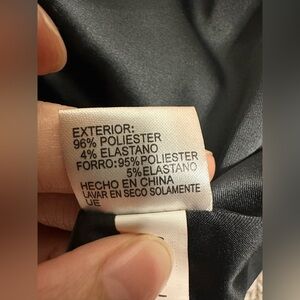 EXTERIOR:
96% POLIESTER
4% ELASTANO
FORRO:95%POLIESTER
5%ELASTANO
HECHO EN CHINA
LAVAR EN SECO SOLAMENTE
UE